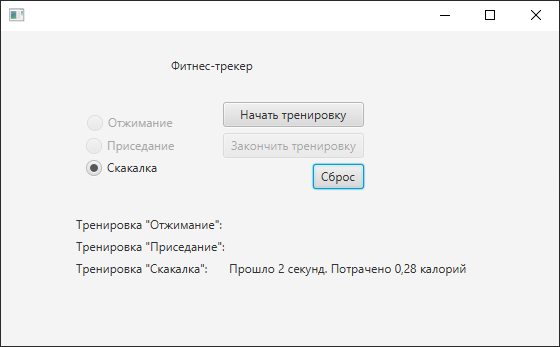 Фитнес-трекер
Отжимание
Начать тренировку
Приседание
Закончить тренировку
Скакалка
Сброс
Тренировка "Отжимание":
Тренировка "Приседание":
Тренировка "Скакалка": Прошло 2 секунд. Потрачено 0,28 калорий